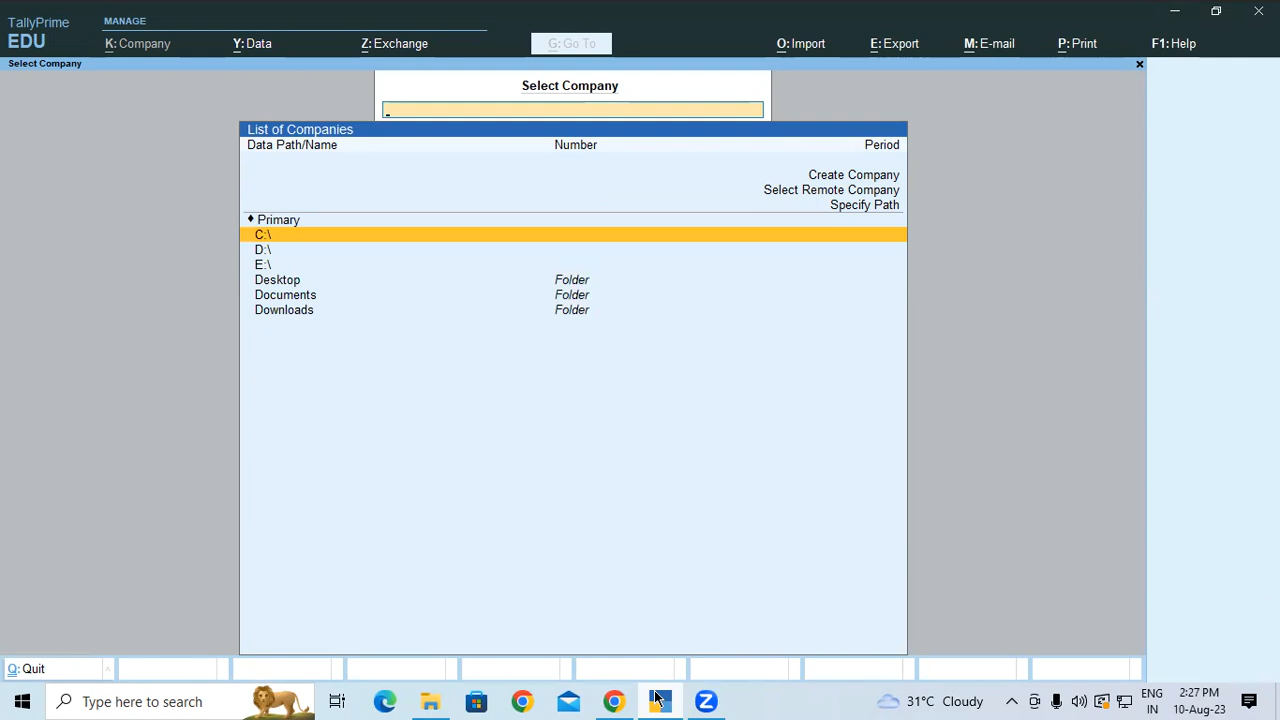 TallyPrime
EDU
MANAGE
K: Company
Y: Data
Z: Exchange
G: Go To
O: Import
E: Export
M: E-mail
P: Print
F1: Help
Select Company
Select Company
List of Companies
Data Path/Name Number Period
Create Company
Select Remote Company
Specify Path
♦ Primary
C:\
D:\
E:\
Desktop Folder
Documents Folder
Downloads Folder
Q: Quit
Type here to search
31°C Cloudy
ENG
IN
2:27 PM
10-Aug-23